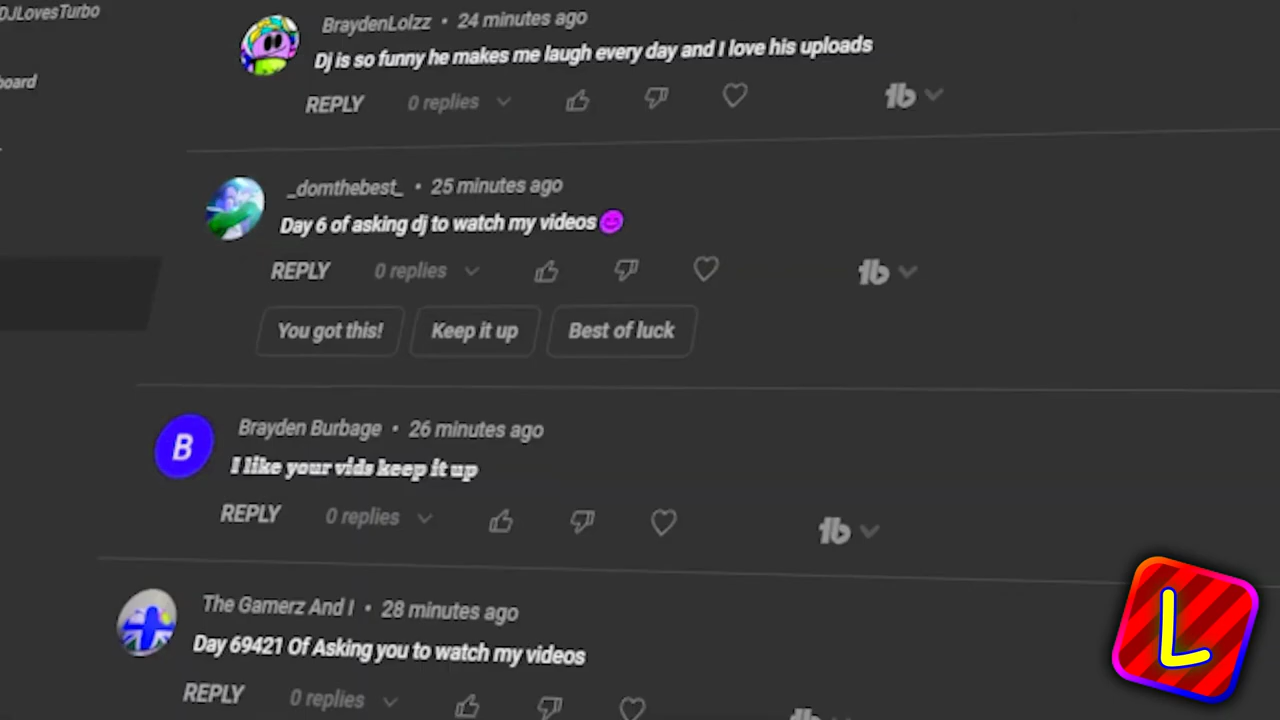 DJLovesTurbo
board
BraydenLolzz • 24 minutes ago
Dj is so funny he makes me laugh every day and I love his uploads
REPLY 0 replies
_domthebest_ • 25 minutes ago
Day 6 of asking dj to watch my videos 😈
REPLY 0 replies
You got this! Keep it up Best of luck
B
Brayden Burbage • 26 minutes ago
I like your vids keep it up
REPLY 0 replies
The Gamerz And I • 28 minutes ago
Day 69421 Of Asking you to watch my videos
REPLY 0 replies
L